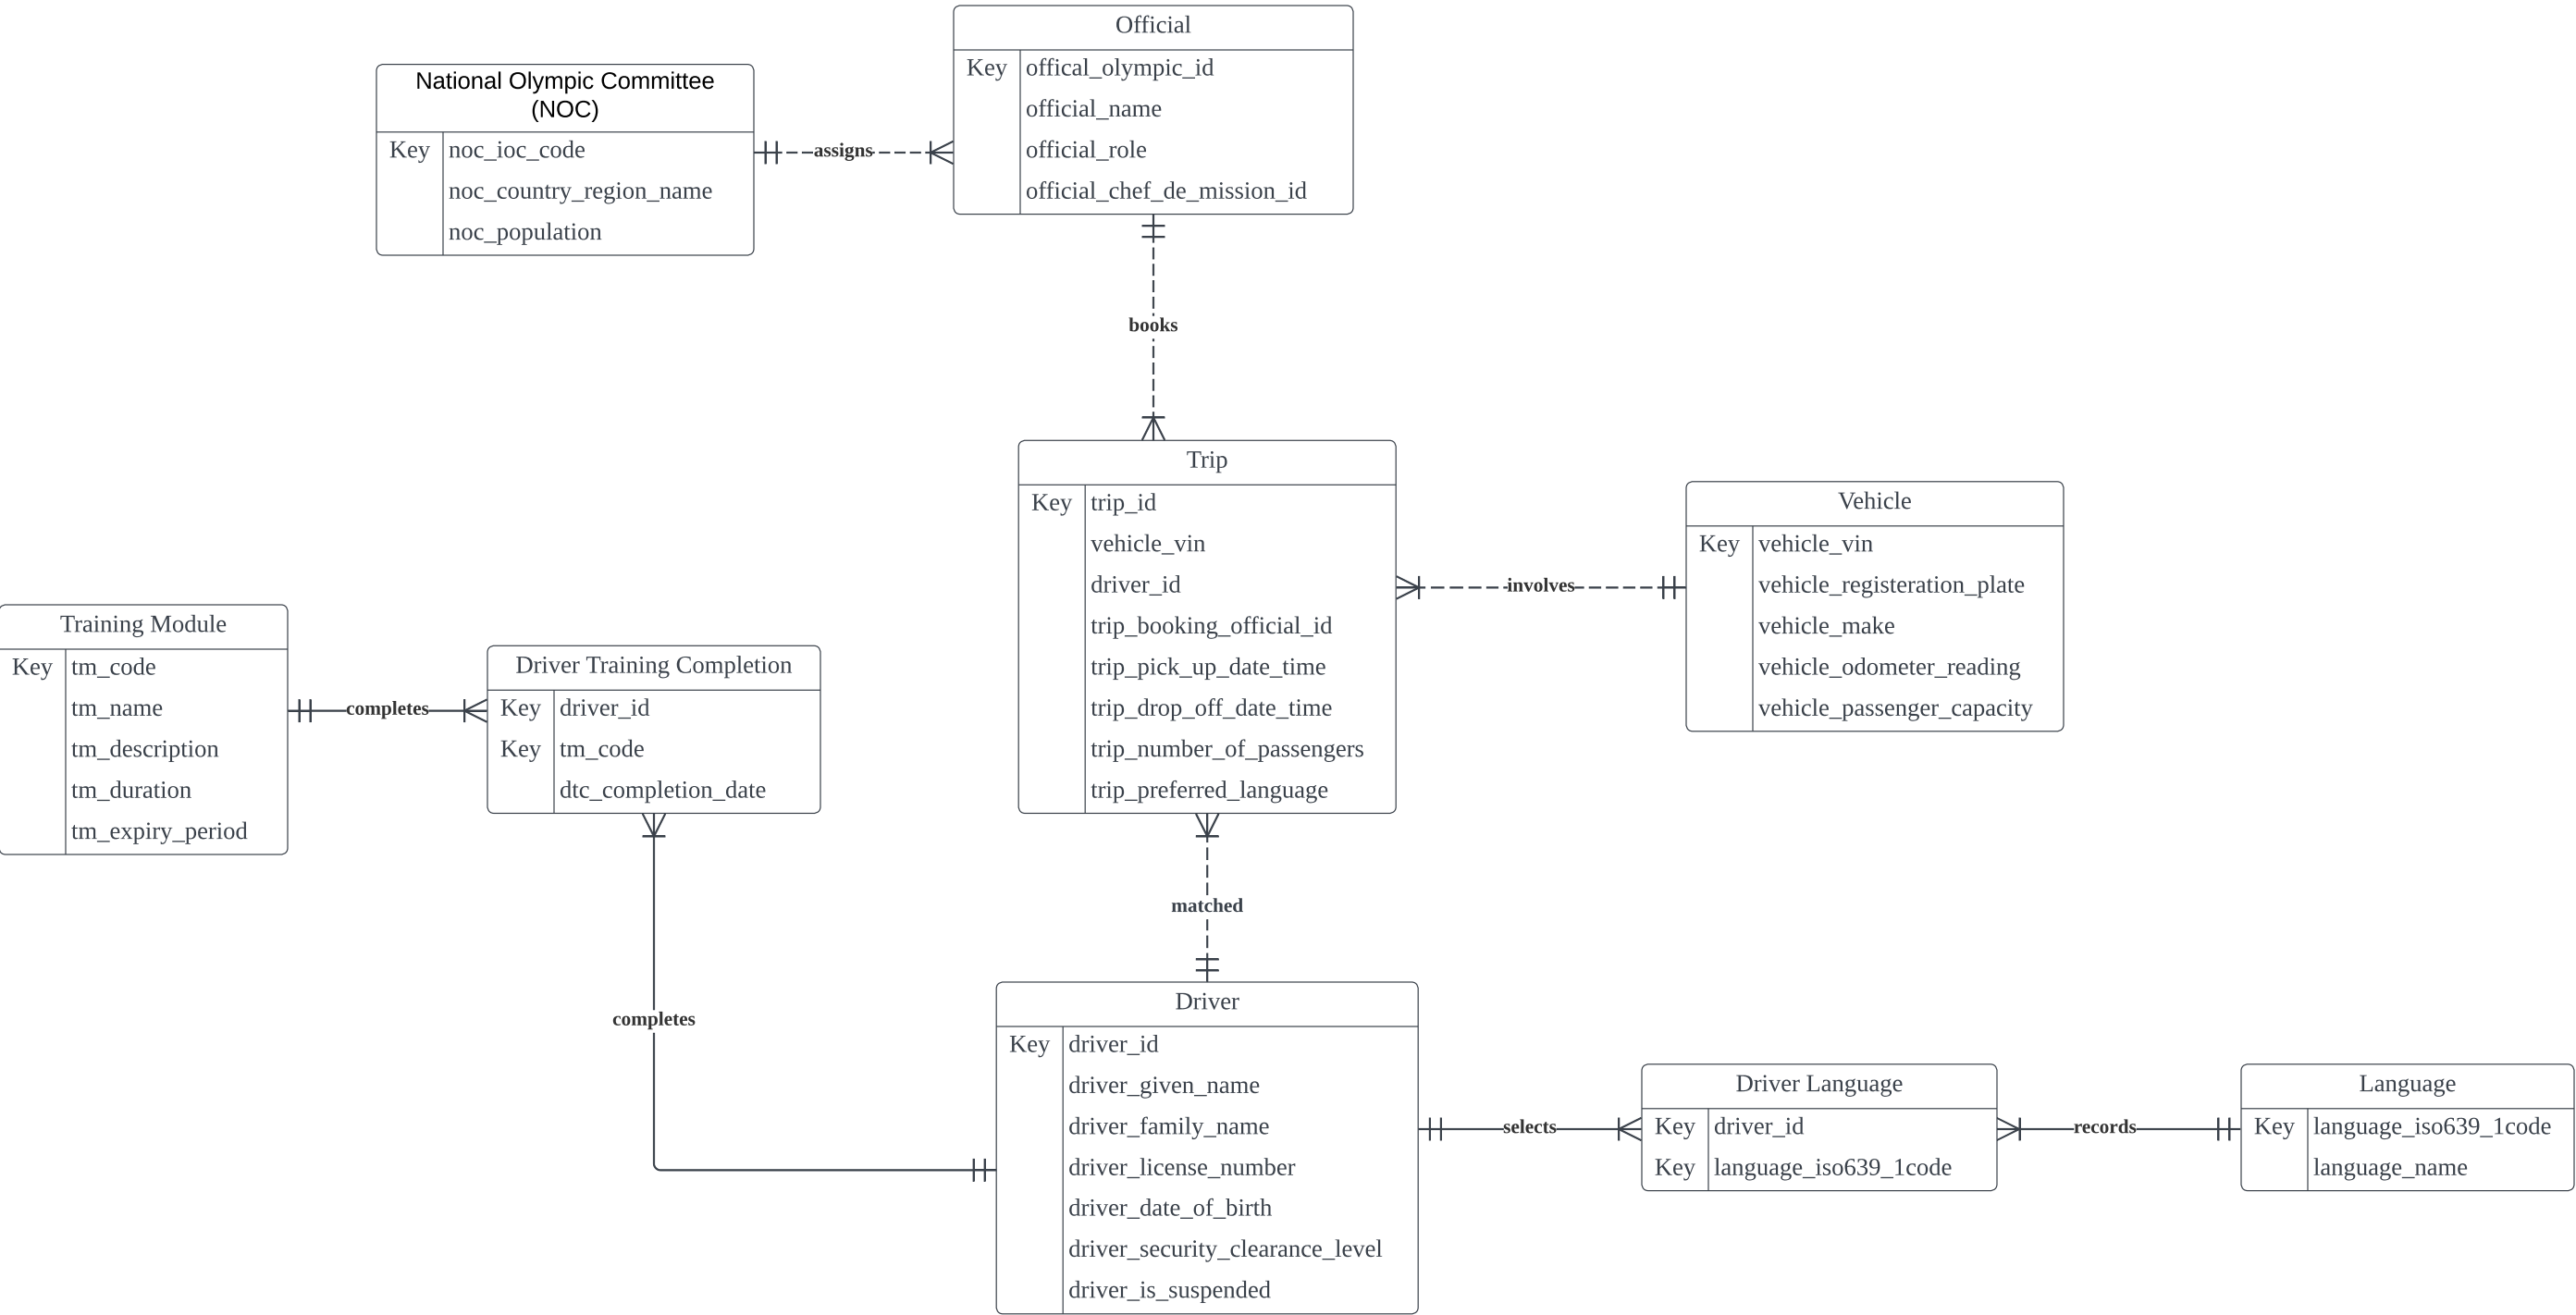 Official
Key offical_olympic_id
official_name
official_role
official_chef_de_mission_id
National Olympic Committee
(NOC)
Key noc_ioc_code
noc_country_region_name
noc_population
assigns
books
Trip
Key trip_id
vehicle_vin
driver_id
trip_booking_official_id
trip_pick_up_date_time
trip_drop_off_date_time
trip_number_of_passengers
trip_preferred_language
involves
Vehicle
Key vehicle_vin
vehicle_registeration_plate
vehicle_make
vehicle_odometer_reading
vehicle_passenger_capacity
Training Module
Key tm_code
tm_name
tm_description
tm_duration
tm_expiry_period
completes
Driver Training Completion
Key driver_id
Key tm_code
dtc_completion_date
matched
completes
Driver
Key driver_id
driver_given_name
driver_family_name
driver_license_number
driver_date_of_birth
driver_security_clearance_level
driver_is_suspended
selects
Driver Language
Key driver_id
Key language_iso639_1code
records
Language
Key language_iso639_1code
language_name